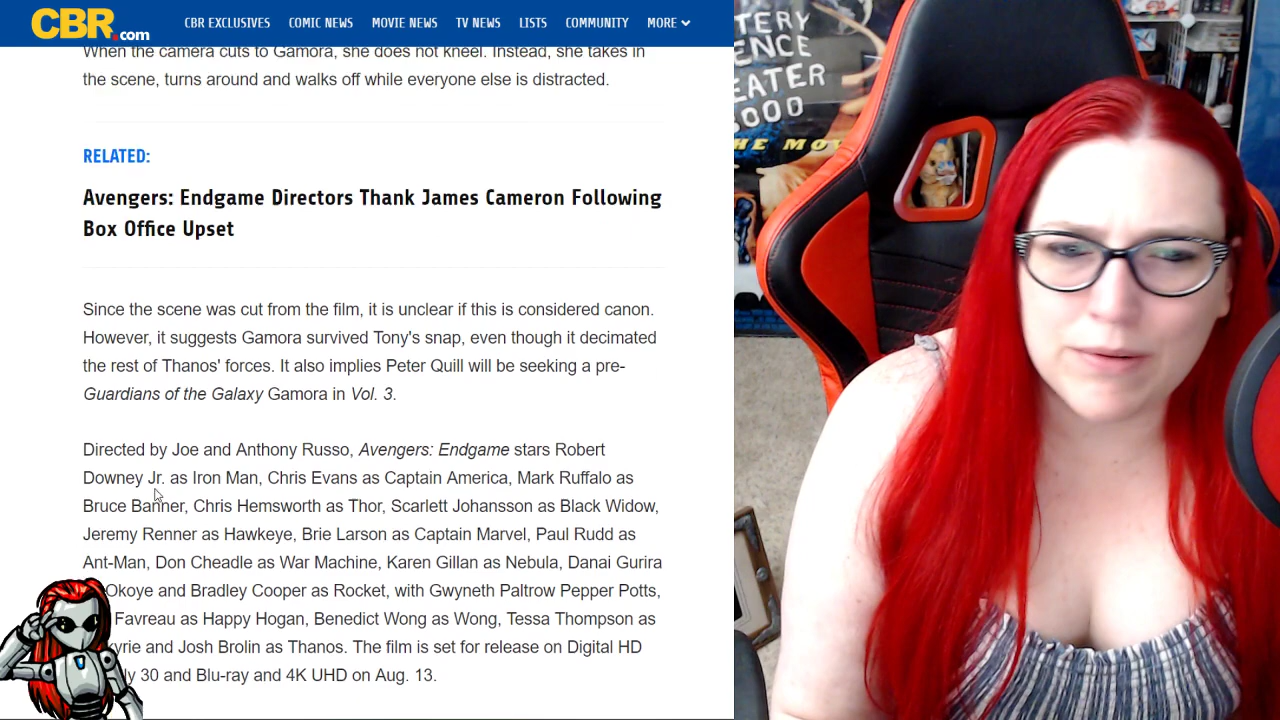 CBR.com CBR EXCLUSIVES COMIC NEWS MOVIE NEWS TV NEWS LISTS COMMUNITY MORE
When the camera cuts to Gamora, she does not kneel. Instead, she takes in
the scene, turns around and walks off while everyone else is distracted.
RELATED:
Avengers: Endgame Directors Thank James Cameron Following
Box Office Upset
Since the scene was cut from the film, it is unclear if this is considered canon.
However, it suggests Gamora survived Tony's snap, even though it decimated
the rest of Thanos' forces. It also implies Peter Quill will be seeking a pre-
Guardians of the Galaxy Gamora in Vol. 3.
Directed by Joe and Anthony Russo, Avengers: Endgame stars Robert
Downey Jr. as Iron Man, Chris Evans as Captain America, Mark Ruffalo as
Bruce Banner, Chris Hemsworth as Thor, Scarlett Johansson as Black Widow,
Jeremy Renner as Hawkeye, Brie Larson as Captain Marvel, Paul Rudd as
Ant-Man, Don Cheadle as War Machine, Karen Gillan as Nebula, Danai Gurira
Okoye and Bradley Cooper as Rocket, with Gwyneth Paltrow Pepper Potts,
Favreau as Happy Hogan, Benedict Wong as Wong, Tessa Thompson as
kyrie and Josh Brolin as Thanos. The film is set for release on Digital HD
ly 30 and Blu-ray and 4K UHD on Aug. 13.
TERY
ENCE
EATER
3000
HE MOV